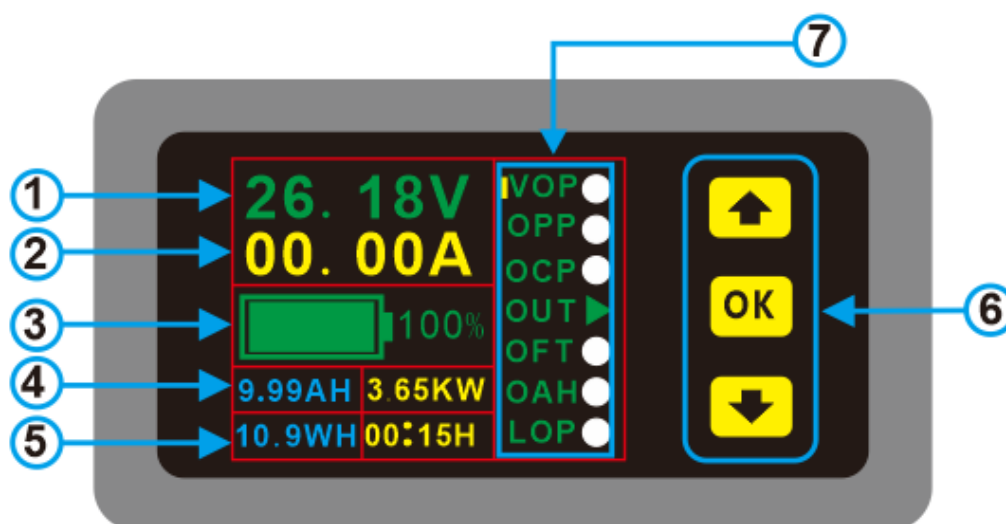 7
1
26. 18V
2
00. 00A
3
100%
4
9.99AH 3.65KW
5
10.9WH 00:15H
VOP
OPP
OCP
OUT
OFT
OAH
LOP
OK
6